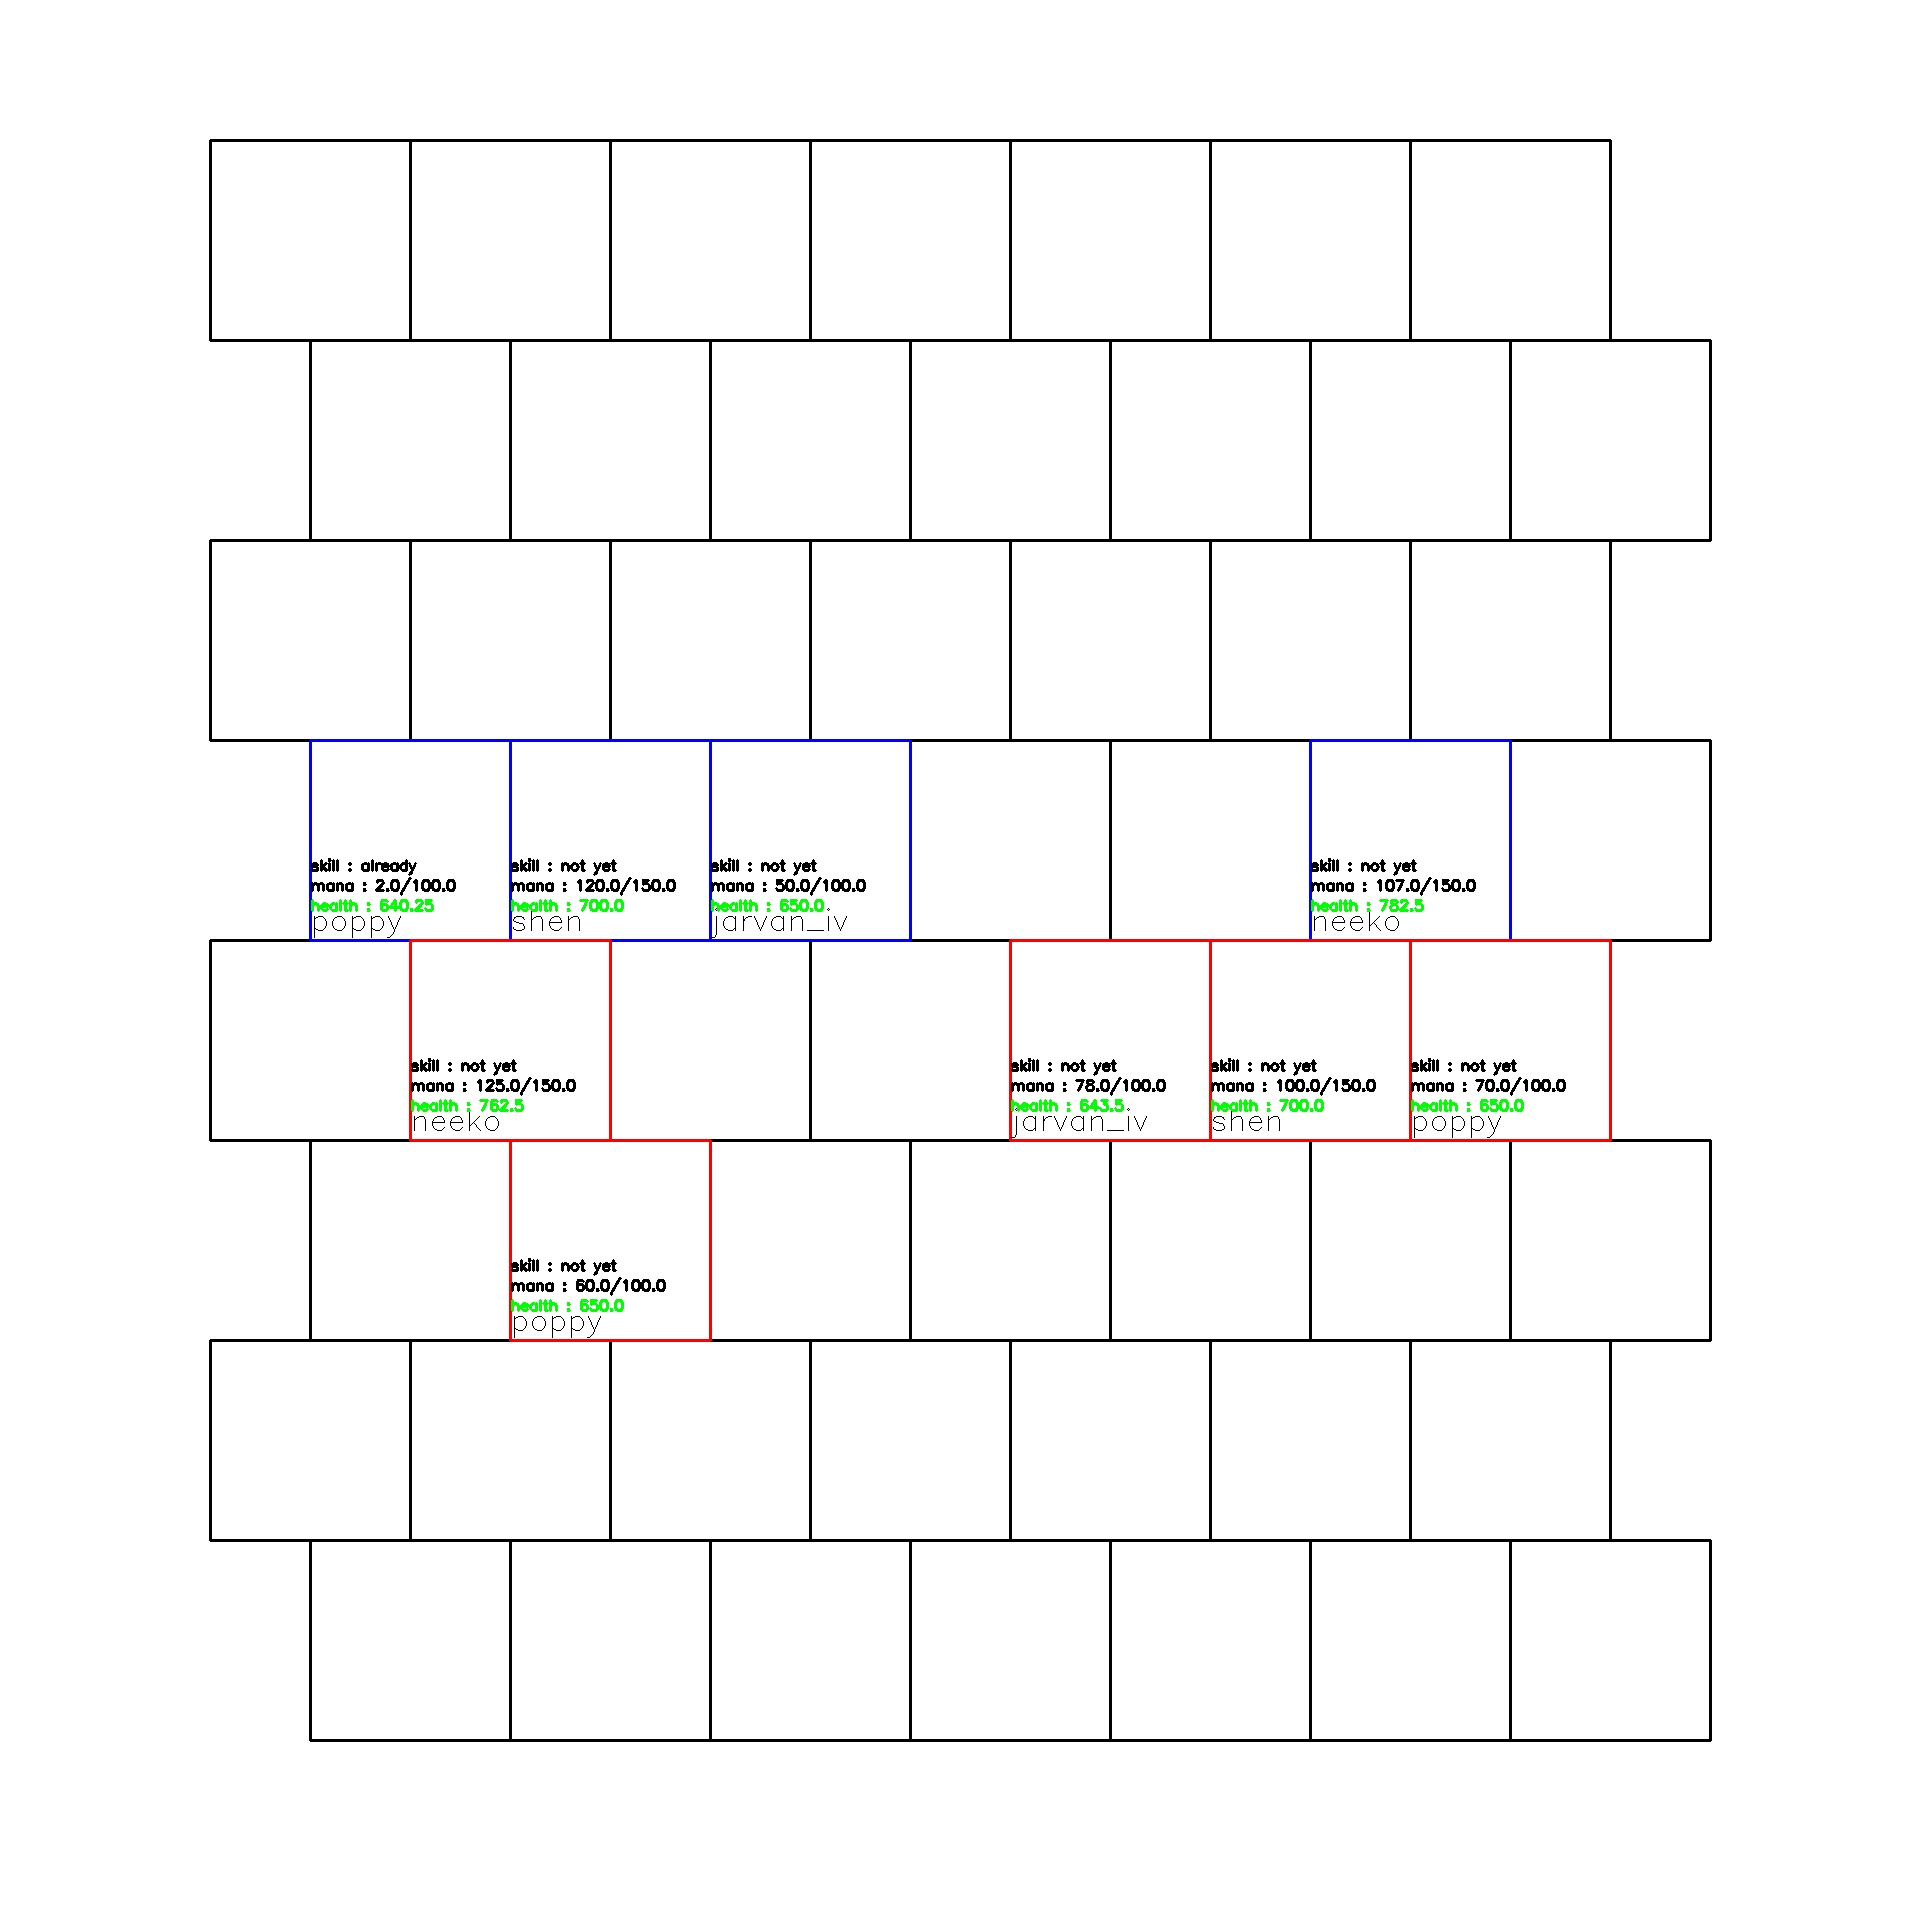 skill : already
mana : 2.0/100.0
health : 640.25
poppy
skill : not yet
mana : 120.0/150.0
health : 700.0
shen
skill : not yet
mana : 50.0/100.0
health : 650.0
jarvan_iv
skill : not yet
mana : 107.0/150.0
health : 782.5
neeko
skill : not yet
mana : 125.0/150.0
health : 762.5
neeko
skill : not yet
mana : 78.0/100.0
health : 643.5
jarvan_iv
skill : not yet
mana : 100.0/150.0
health : 700.0
shen
skill : not yet
mana : 70.0/100.0
health : 650.0
poppy
skill : not yet
mana : 60.0/100.0
health : 650.0
poppy